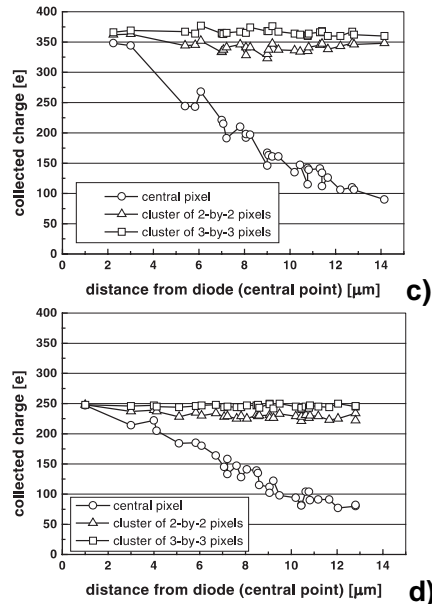 400
350
300
250
200
150
100
50
0
collected charge [e]
central pixel
cluster of 2-by-2 pixels
cluster of 3-by-3 pixels
0 2 4 6 8 10 12 14
distance from diode (central point) [μm]
c)
400
350
300
250
200
150
100
50
0
collected charge [e]
central pixel
cluster of 2-by-2 pixels
cluster of 3-by-3 pixels
0 2 4 6 8 10 12 14
distance from diode (central point) [μm]
d)